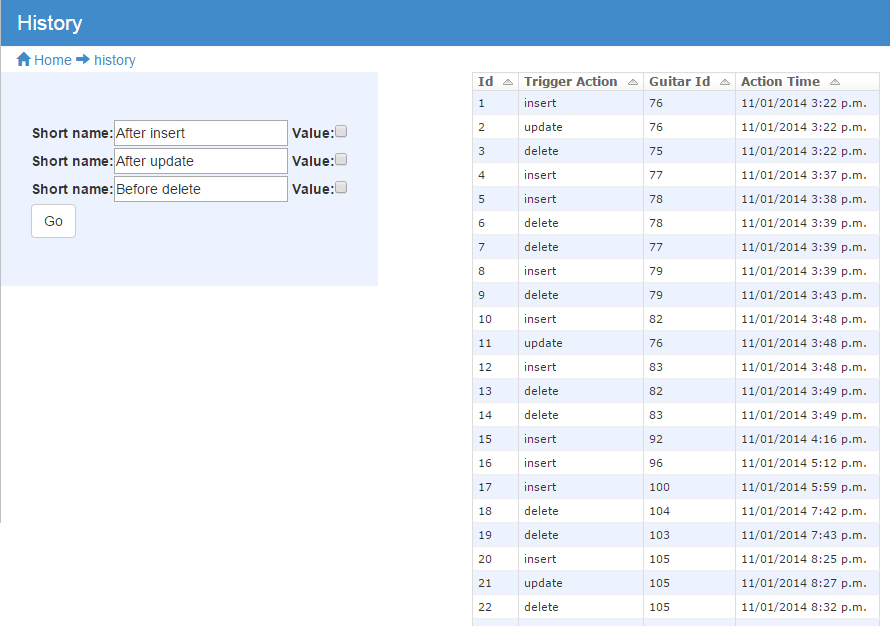 History
Home history
Short name: After insert Value:
Short name: After update Value:
Short name: Before delete Value:
Go
Id Trigger Action Guitar Id Action Time
1 insert 76 11/01/2014 3:22 p.m.
2 update 76 11/01/2014 3:22 p.m.
3 delete 75 11/01/2014 3:22 p.m.
4 insert 77 11/01/2014 3:37 p.m.
5 insert 78 11/01/2014 3:38 p.m.
6 delete 78 11/01/2014 3:39 p.m.
7 delete 77 11/01/2014 3:39 p.m.
8 insert 79 11/01/2014 3:39 p.m.
9 delete 79 11/01/2014 3:43 p.m.
10 insert 82 11/01/2014 3:48 p.m.
11 update 76 11/01/2014 3:48 p.m.
12 insert 83 11/01/2014 3:48 p.m.
13 delete 82 11/01/2014 3:49 p.m.
14 delete 83 11/01/2014 3:49 p.m.
15 insert 92 11/01/2014 4:16 p.m.
16 insert 96 11/01/2014 5:12 p.m.
17 insert 100 11/01/2014 5:59 p.m.
18 delete 104 11/01/2014 7:42 p.m.
19 delete 103 11/01/2014 7:43 p.m.
20 insert 105 11/01/2014 8:25 p.m.
21 update 105 11/01/2014 8:27 p.m.
22 delete 105 11/01/2014 8:32 p.m.